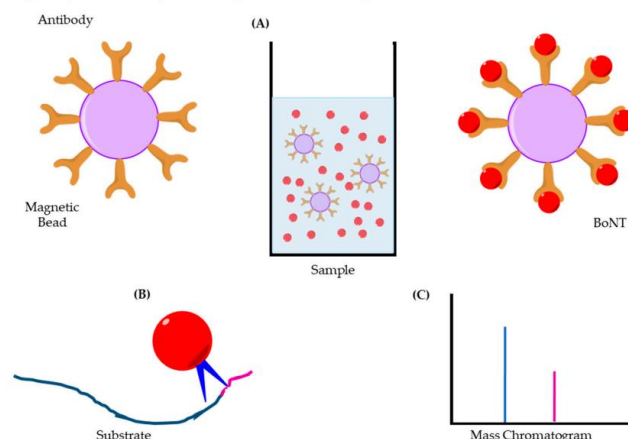 Antibody
(A)
Magnetic
Bead
Sample
BoNT
(B)
(C)
Substrate
Mass Chromatogram